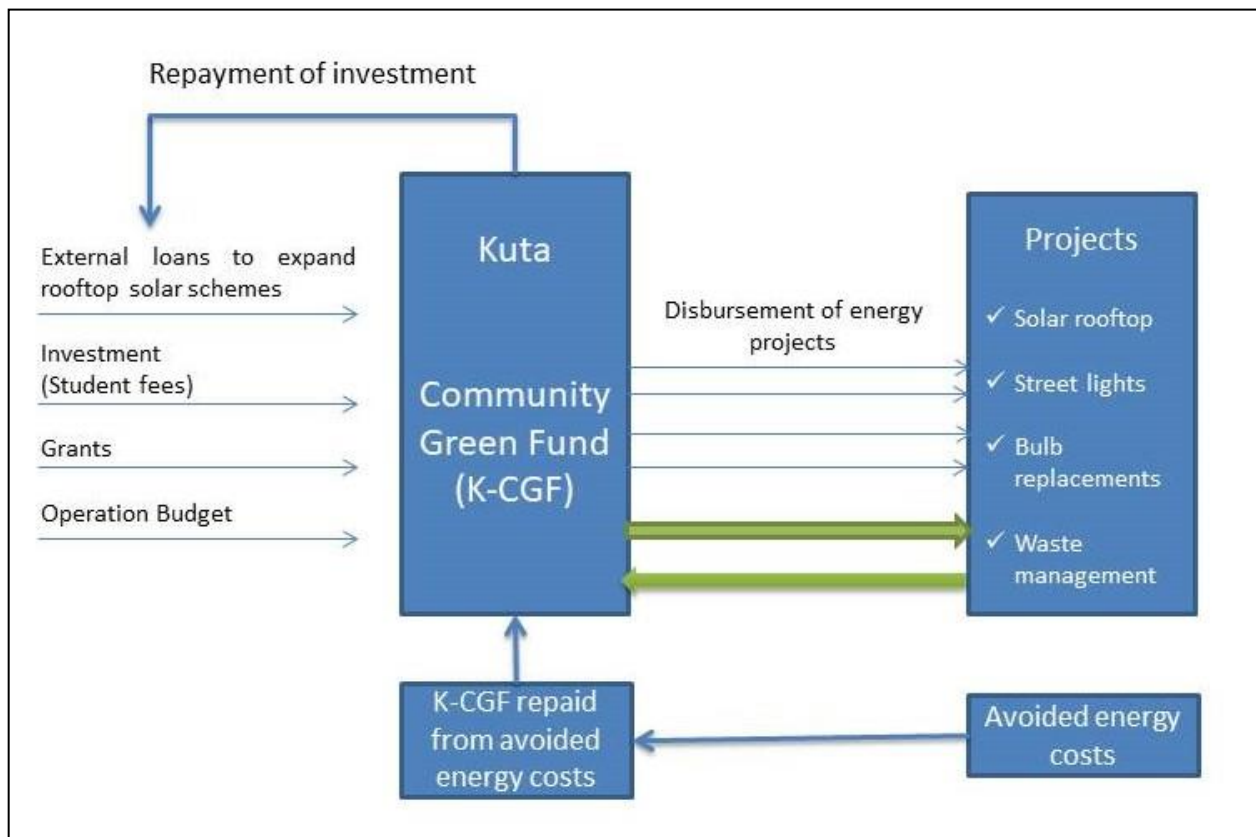 Repayment of investment
External loans to expand
rooftop solar schemes
Investment
(Student fees)
Grants
Operation Budget
Kuta
Community
Green Fund
(K-CGF)
Disbursement of energy
projects
Projects
✓ Solar rooftop
✓ Street lights
✓ Bulb
replacements
✓ Waste
management
K-CGF repaid
from avoided
energy costs
Avoided energy
costs